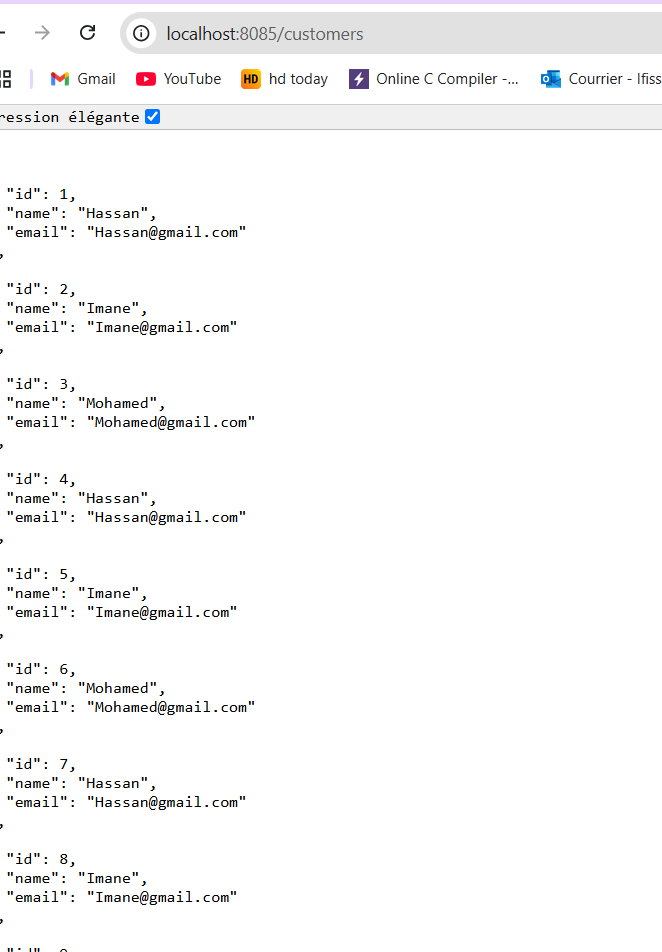 localhost:8085/customers
Gmail YouTube HD hd today Online C Compiler -... Courrier - Ifiss
ression élégante
"id": 1,
"name": "Hassan",
"email": "Hassan@gmail.com"
,
"id": 2,
"name": "Imane",
"email": "Imane@gmail.com"
,
"id": 3,
"name": "Mohamed",
"email": "Mohamed@gmail.com"
,
"id": 4,
"name": "Hassan",
"email": "Hassan@gmail.com"
,
"id": 5,
"name": "Imane",
"email": "Imane@gmail.com"
,
"id": 6,
"name": "Mohamed",
"email": "Mohamed@gmail.com"
,
"id": 7,
"name": "Hassan",
"email": "Hassan@gmail.com"
,
"id": 8,
"name": "Imane",
"email": "Imane@gmail.com"
,